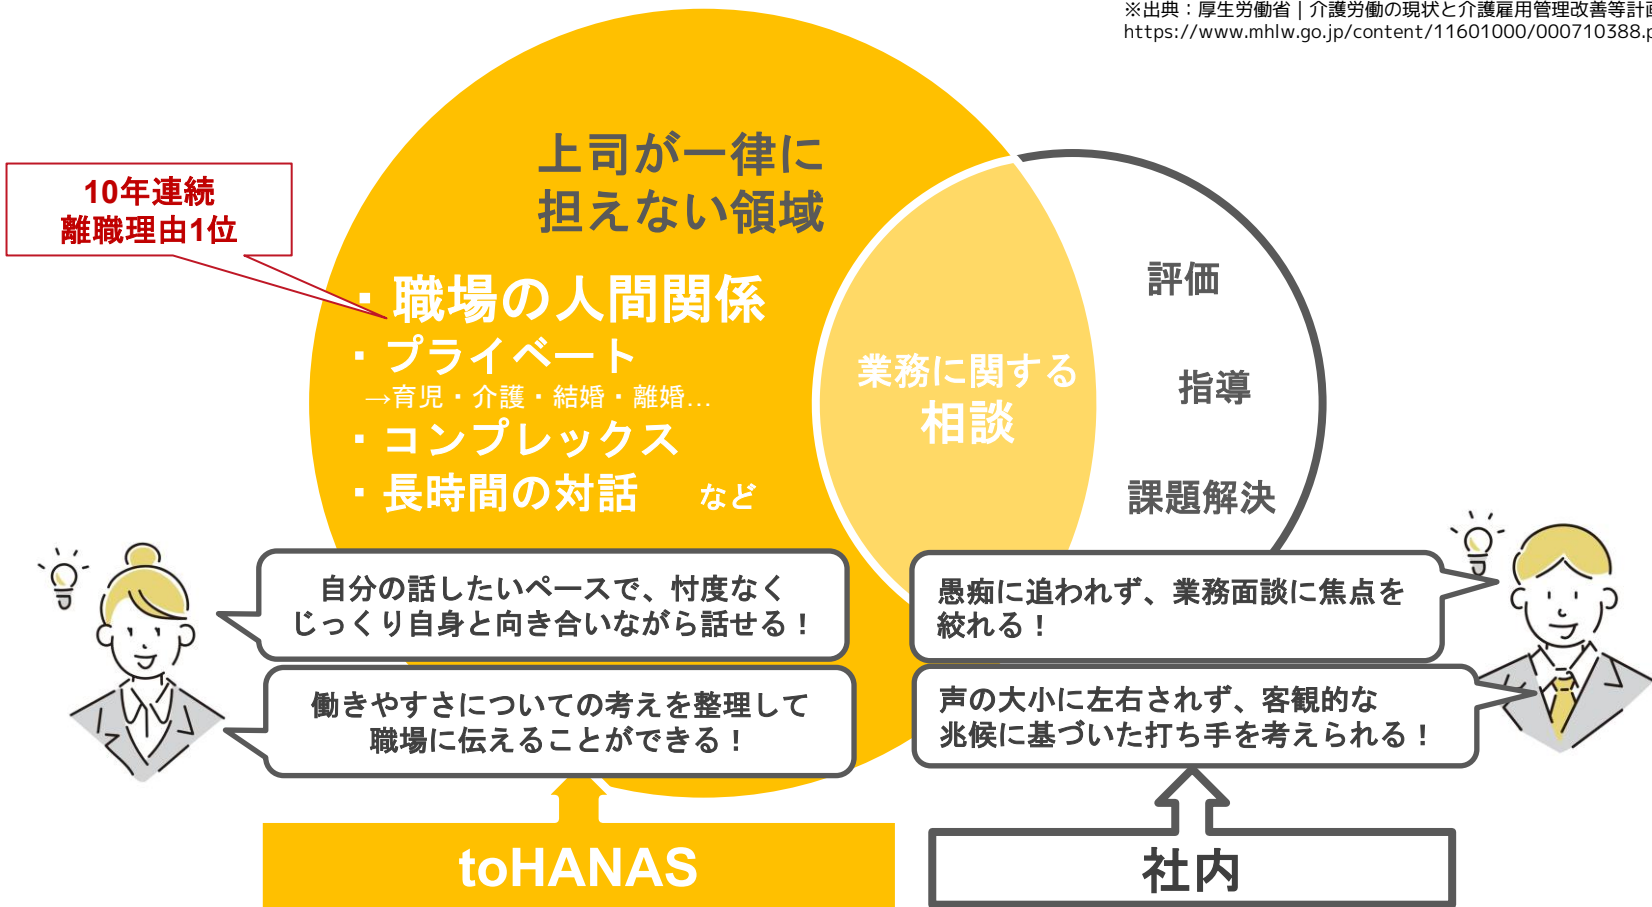 ※出典：厚生労働省｜介護労働の現状と介護雇用管理改善等計
https://www.mhlw.go.jp/content/11601000/000710388.p
上司が一律に
担えない領域
10年連続
離職理由1位
・職場の人間関係
・プライベート
→育児・介護・結婚・離婚…
・コンプレックス
・長時間の対話　など
業務に関する
相談
評価
指導
課題解決
自分の話したいペースで、忖度なく
じっくり自身と向き合いながら話せる！
働きやすさについての考えを整理して
職場に伝えることができる！
愚痴に追われず、業務面談に焦点を
絞れる！
声の大小に左右されず、客観的な
兆候に基づいた打ち手を考えられる！
toHANAS
社内